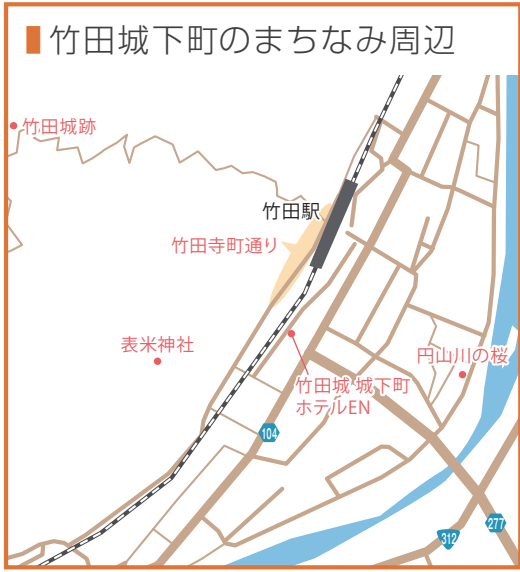 竹田城下町のまちなみ周辺
竹田城跡
竹田駅
竹田寺町通り
表米神社
円山川の桜
竹田城 城下町
ホテルEN
104
277
312